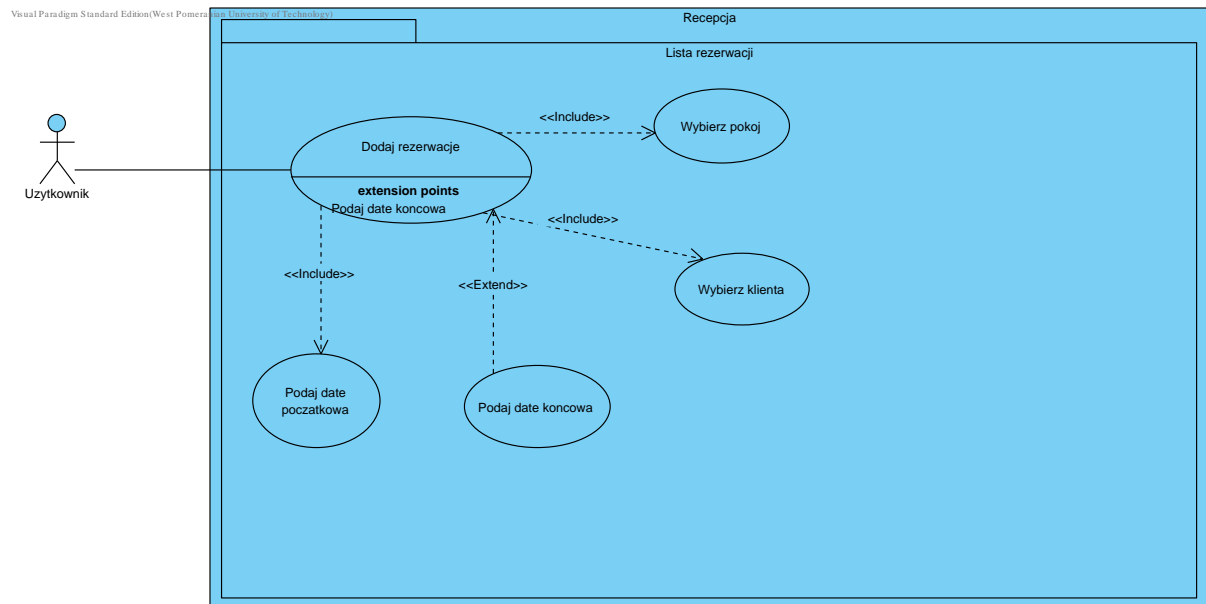 Visual Paradigm Standard Edition(West Pomeranian University of Technology)
Recepcja
Lista rezerwacji
<<Include>>
Wybierz pokoj
Dodaj rezerwacje
Uzytkownik
extension points
Podaj date koncowa
<<Include>>
<<Include>>
<<Extend>>
Wybierz klienta
Podaj date
poczatkowa
Podaj date koncowa